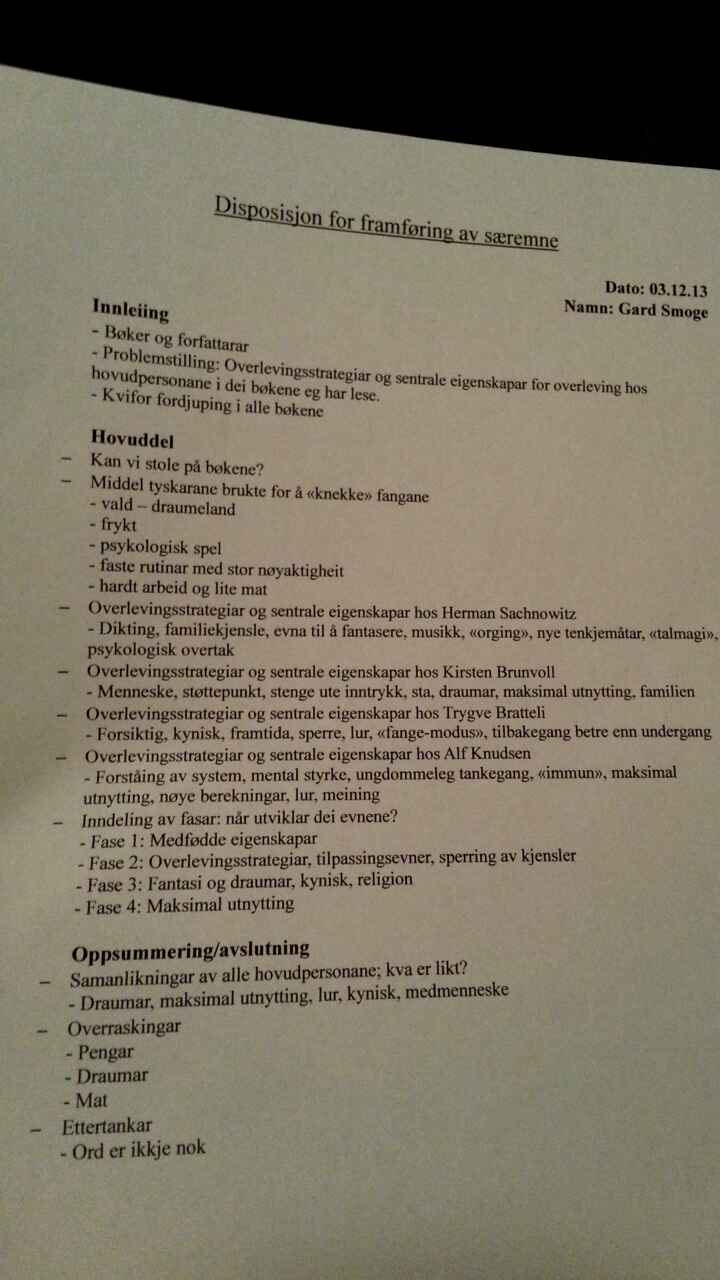 Disposisjon for framføring av særemne
Dato: 03.12.13
Namn: Gard Smoge
Innleiing
- Bøker og forfattarar
- Problemstilling: Overlevingsstrategiar og sentrale eigenskapar for overleving hos
hovudpersonane i dei bøkene eg har lese.
- Kvifor fordjuping i alle bøkene
Hovuddel
– Kan vi stole på bøkene?
– Middel tyskarane brukte for å «knekke» fangane
- vald – draumeland
- frykt
- psykologisk spel
- faste rutinar med stor nøyaktigheit
- hardt arbeid og lite mat
– Overlevingsstrategiar og sentrale eigenskapar hos Herman Sachnowitz
- Dikting, familiekjensle, evna til å fantasere, musikk, «orging», nye tenkjemåtar, «talmagi»,
psykologisk overtak
– Overlevingsstrategiar og sentrale eigenskapar hos Kirsten Brunvoll
- Menneske, støttepunkt, stenge ute inntrykk, sta, draumar, maksimal utnytting, familien
– Overlevingsstrategiar og sentrale eigenskapar hos Trygve Bratteli
- Forsiktig, kynisk, framtida, sperre, lur, «fange-modus», tilbakegang betre enn undergang
– Overlevingsstrategiar og sentrale eigenskapar hos Alf Knudsen
- Forståing av system, mental styrke, ungdommeleg tankegang, «immun», maksimal
utnytting, nøye berekningar, lur, meining
– Inndeling av fasar: når utviklar dei evnene?
- Fase 1: Medfødde eigenskapar
- Fase 2: Overlevingsstrategiar, tilpassingsevner, sperring av kjensler
- Fase 3: Fantasi og draumar, kynisk, religion
- Fase 4: Maksimal utnytting
Oppsummering/avslutning
– Samanlikningar av alle hovudpersonane; kva er likt?
- Draumar, maksimal utnytting, lur, kynisk, medmenneske
– Overraskingar
- Pengar
- Draumar
- Mat
– Ettertankar
- Ord er ikkje nok